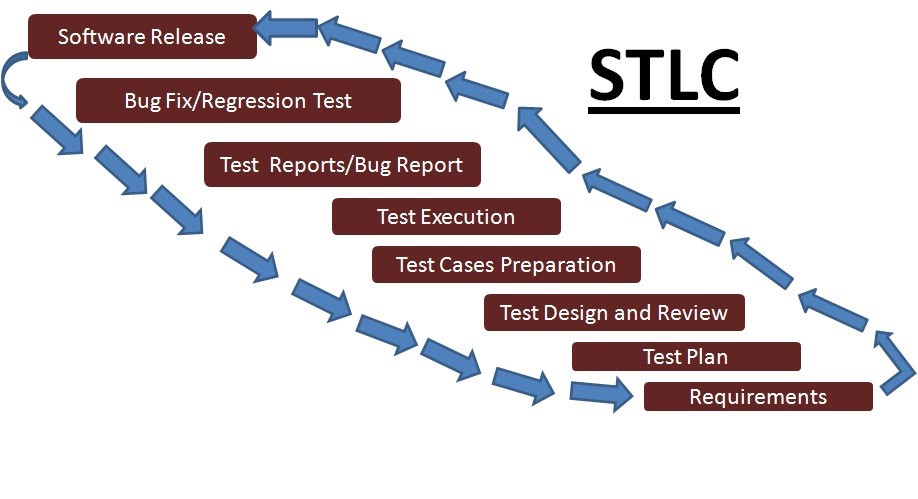 Software Release
STLC
Bug Fix/Regression Test
Test Reports/Bug Report
Test Execution
Test Cases Preparation
Test Design and Review
Test Plan
Requirements